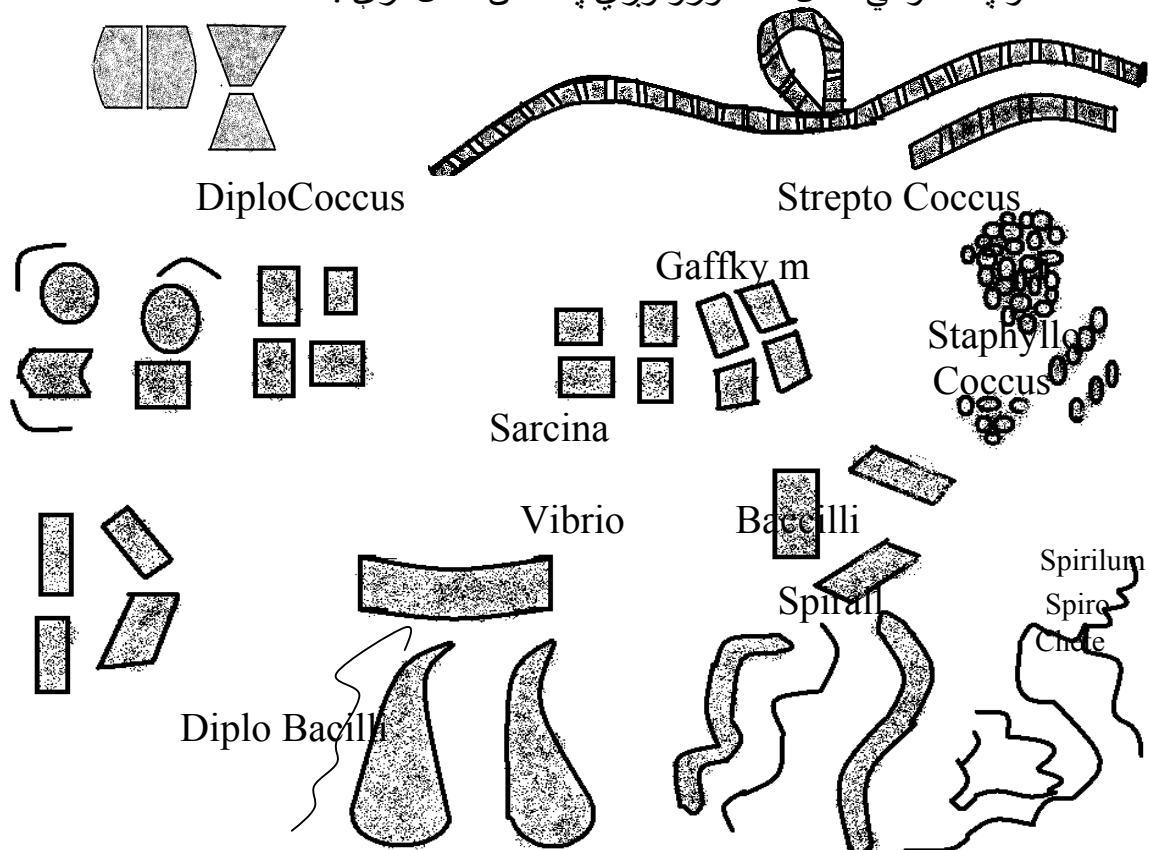 DiploCoccus
Strepto Coccus
Gaffky m
Staphyllo
Coccus
Sarcina
Vibrio
Baccilli
Spirilum
Spirall
Spiro
Chete
Diplo Bacilli